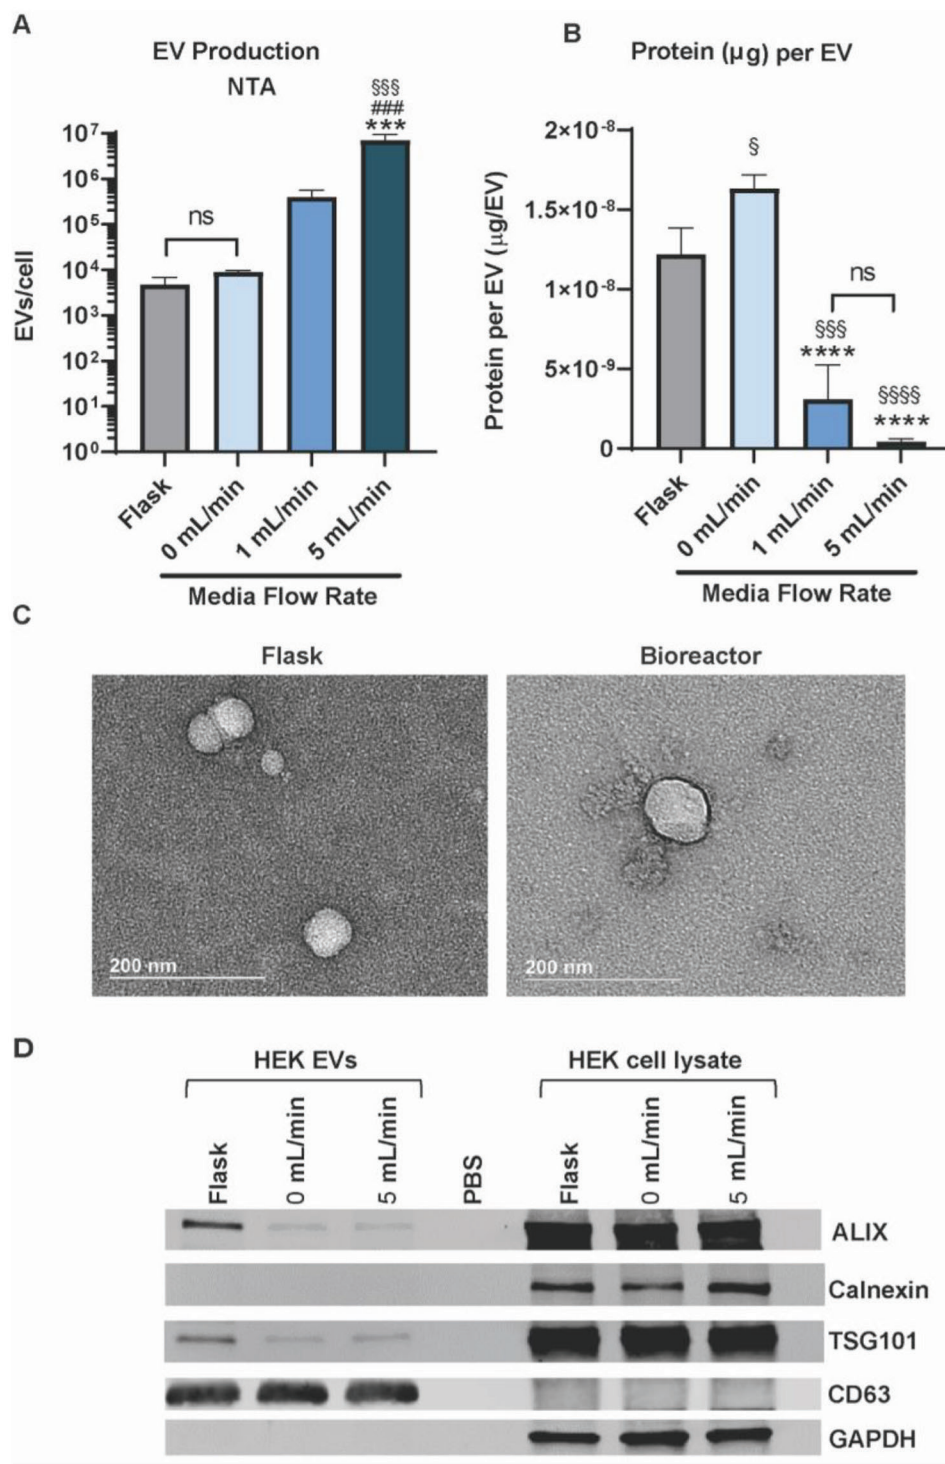 A
EV Production
NTA
§§§
###
***
ns
EVs/cell
10⁷
10⁶
10⁵
10⁴
10³
10²
10¹
10⁰
Flask
0 mL/min
1 mL/min
5 mL/min
Media Flow Rate
B
Protein (µg) per EV
Protein per EV (µg/EV)
2×10⁻⁸
1.5×10⁻⁸
1×10⁻⁸
5×10⁻⁹
0
§
ns
§§§
****
§§§§
****
Flask
0 mL/min
1 mL/min
5 mL/min
Media Flow Rate
C
Flask
Bioreactor
200 nm
200 nm
D
HEK EVs
HEK cell lysate
Flask
0 mL/min
5 mL/min
PBS
Flask
0 mL/min
5 mL/min
ALIX
Calnexin
TSG101
CD63
GAPDH